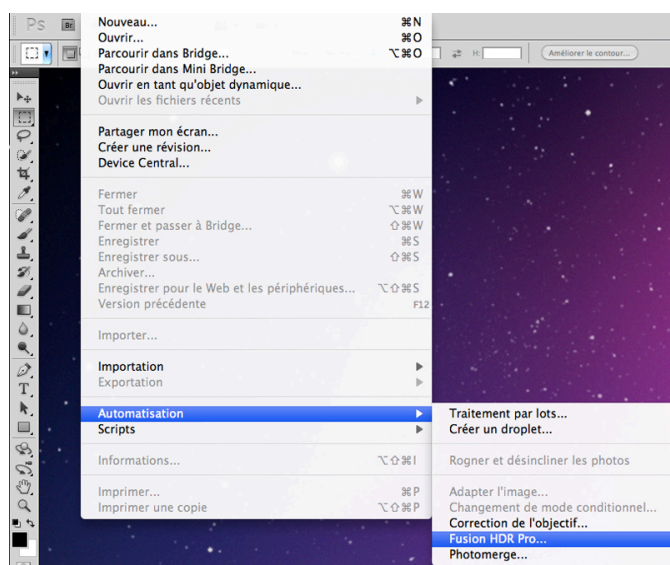 Ps Br
Nouveau... ⌘N
Ouvrir... ⌘O
Parcourir dans Bridge... ⌥⌘O
Parcourir dans Mini Bridge...
Ouvrir en tant qu'objet dynamique...
Ouvrir les fichiers récents
H:
Améliorer le contour...
Partager mon écran...
Créer une révision...
Device Central...
Fermer ⌘W
Tout fermer ⌥⌘W
Fermer et passer à Bridge... ⇧⌘W
Enregistrer ⌘S
Enregistrer sous... ⇧⌘S
Archiver...
Enregistrer pour le Web et les périphériques... ⌥⇧⌘S
Version précédente F12
Importer...
Importation
Exportation
Automatisation
Scripts
Informations... ⌥⇧⌘I
Imprimer... ⌘P
Imprimer une copie ⌥⇧⌘P
Traitement par lots...
Créer un droplet...
Rogner et désincliner les photos
Adapter l'image...
Changement de mode conditionnel...
Correction de l'objectif...
Fusion HDR Pro...
Photomerge...